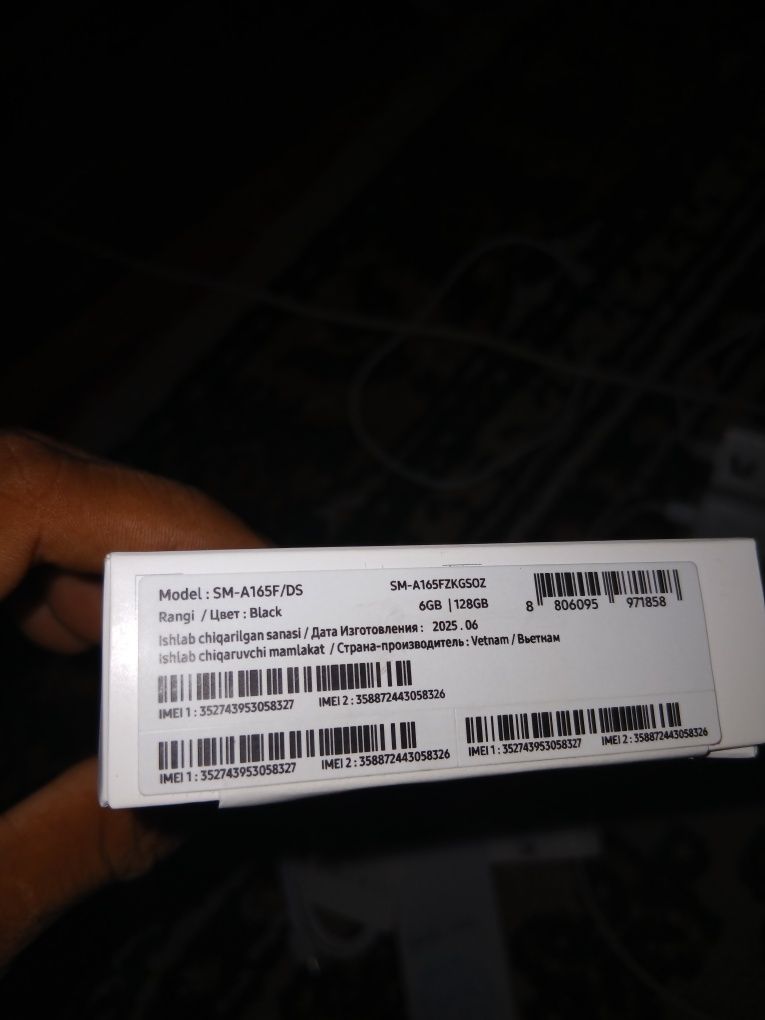 Model : SM-A165F/DS
SM-A165FZKGSOZ
6GB | 128GB
8 806095 971858
Rangi / Цвет : Black
Ishlab chiqarilgan sanasi / Дата Изготовления : 2025 . 06
Ishlab chiqaruvchi mamlakat / Страна-производитель : Vetnam / Вьетнам
IMEI 1 : 352743953058327 IMEI 2 : 358872443058326
IMEI 1 : 352743953058327 IMEI 2 : 358872443058326
IMEI 1 : 352743953058327 IMEI 2 : 358872443058326